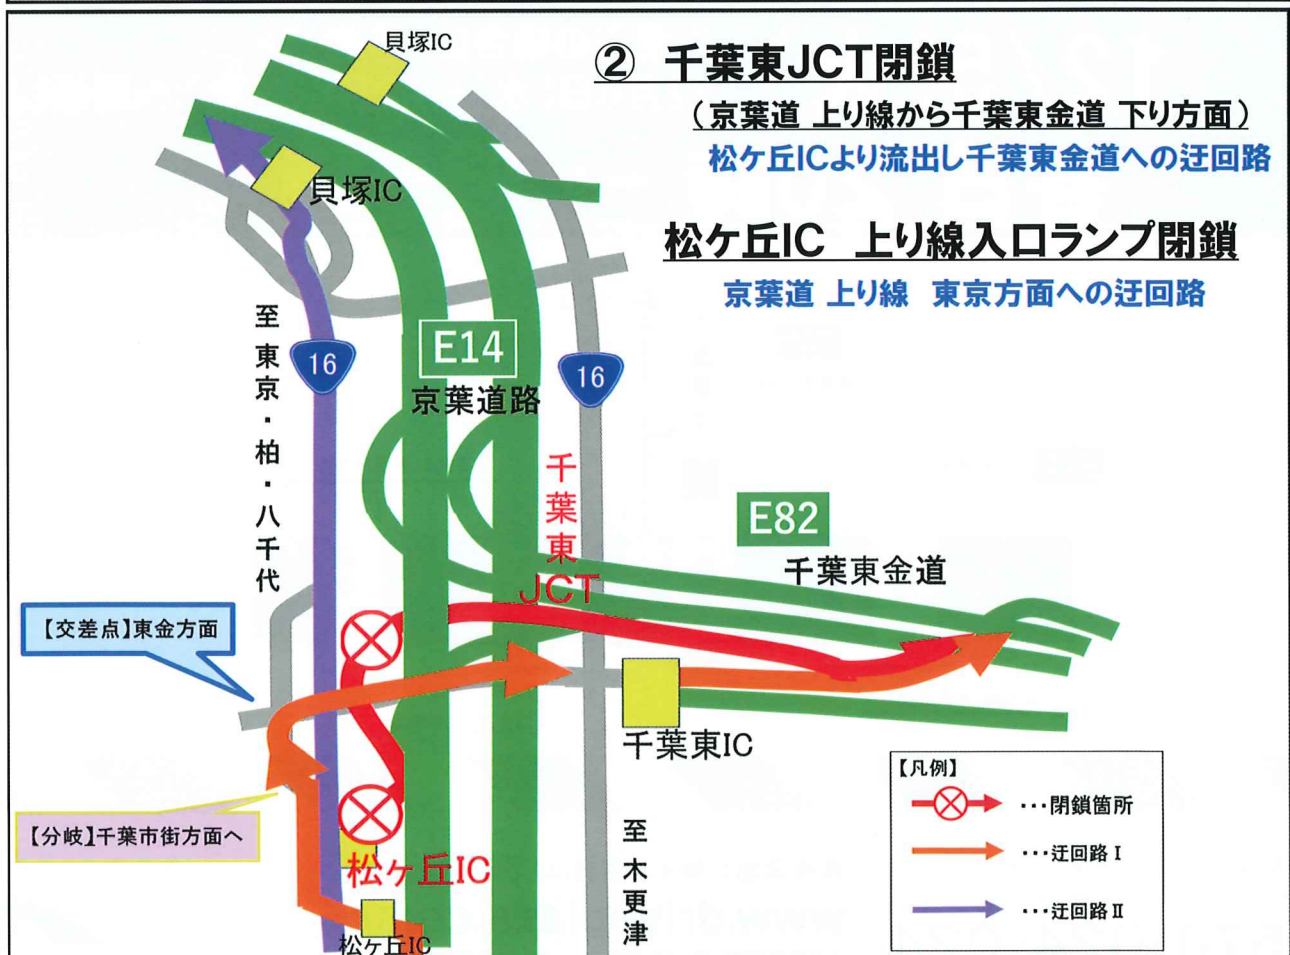 貝塚IC
② 千葉東JCT閉鎖
(京葉道 上り線から千葉東金道 下り方面)
松ケ丘ICより流出し千葉東金道への迂回路
貝塚IC
松ケ丘IC 上り線入口ランプ閉鎖
京葉道 上り線 東京方面への迂回路
至東京・柏・八千代
16
E14
京葉道路
16
千葉東
JCT
E82
千葉東金道
【交差点】東金方面
千葉東IC
【分岐】千葉市街方面へ
松ヶ丘IC
松ヶ丘IC
至木更津
【凡例】
…閉鎖箇所
…迂回路Ⅰ
…迂回路Ⅱ